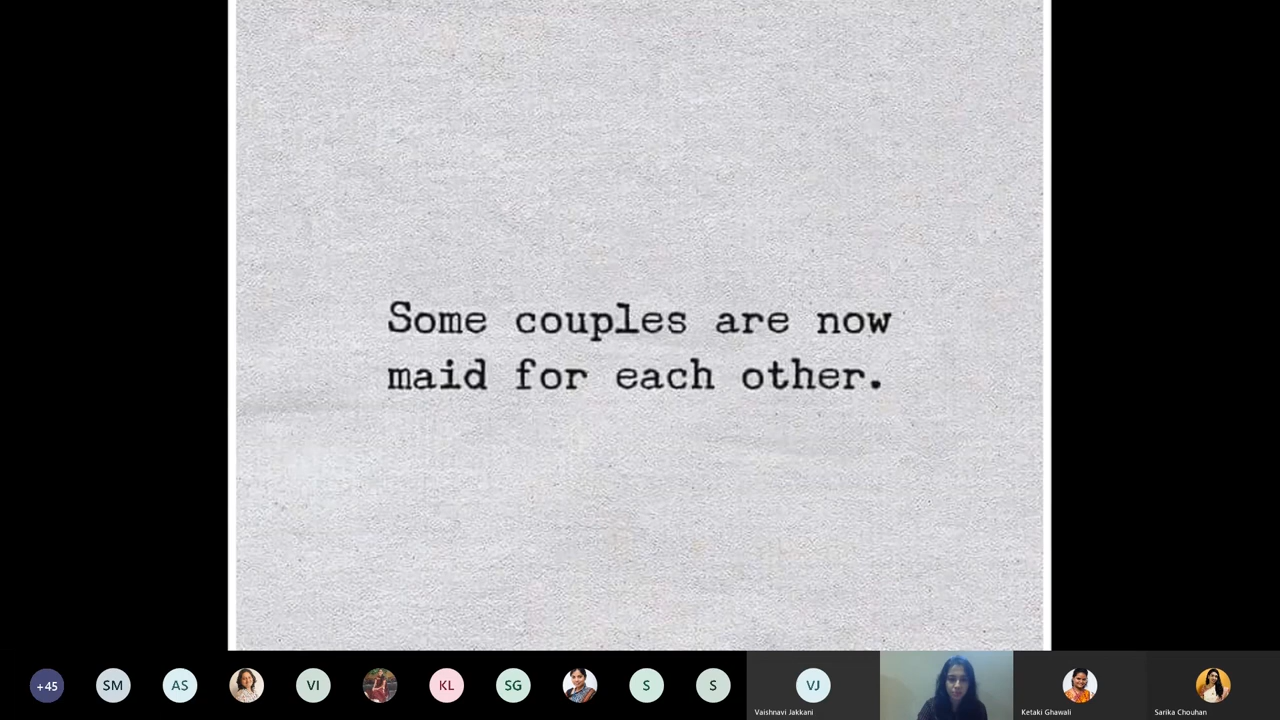 Some couples are now
maid for each other.
+45
SM
AS
VI
KL
SG
S
S
VJ
Vaishnavi Jakkani
Ketaki Ghawali
Sarika Chouhan